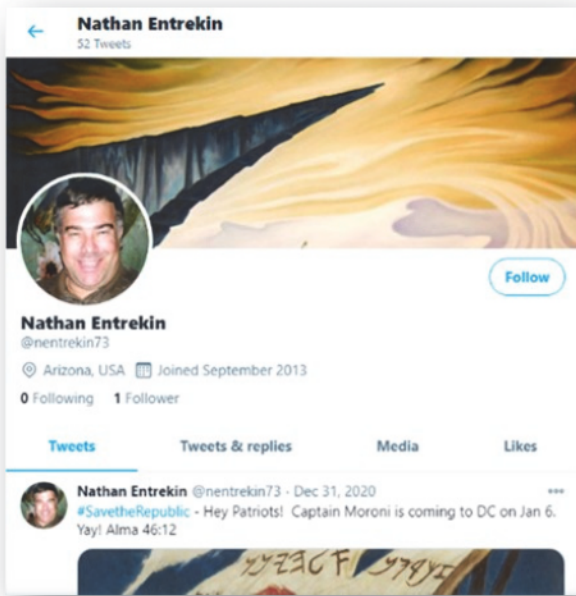 Nathan Entrekin
52 Tweets
Follow
Nathan Entrekin
@nentrekin73
Arizona, USA Joined September 2013
0 Following 1 Follower
Tweets Tweets & replies Media Likes
Nathan Entrekin @nentrekin73 · Dec 31, 2020
#SavetheRepublic - Hey Patriots! Captain Moroni is coming to DC on Jan 6.
Yay! Alma 46:12